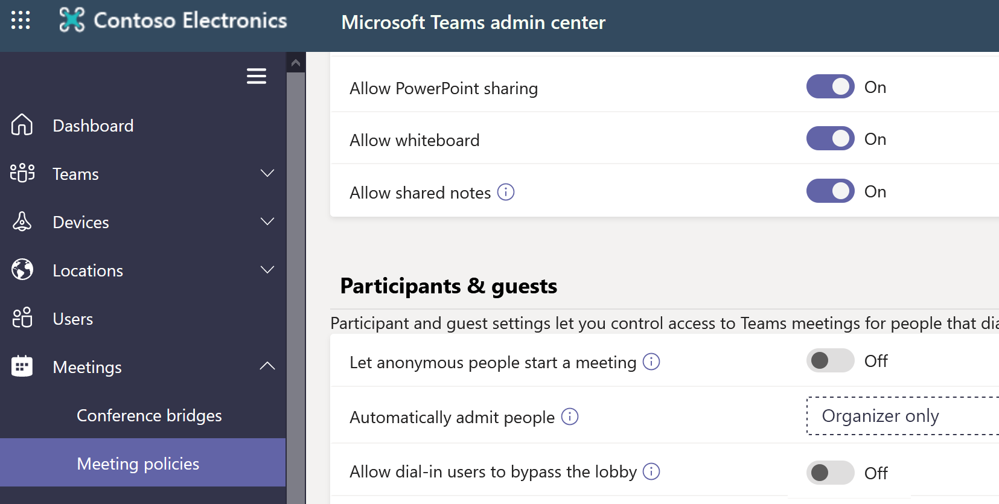 Contoso Electronics
Microsoft Teams admin center
Dashboard
Teams
Devices
Locations
Users
Meetings
Conference bridges
Meeting policies
Allow PowerPoint sharing On
Allow whiteboard On
Allow shared notes On
Participants & guests
Participant and guest settings let you control access to Teams meetings for people that
Let anonymous people start a meeting Off
Automatically admit people Organizer only
Allow dial-in users to bypass the lobby Off